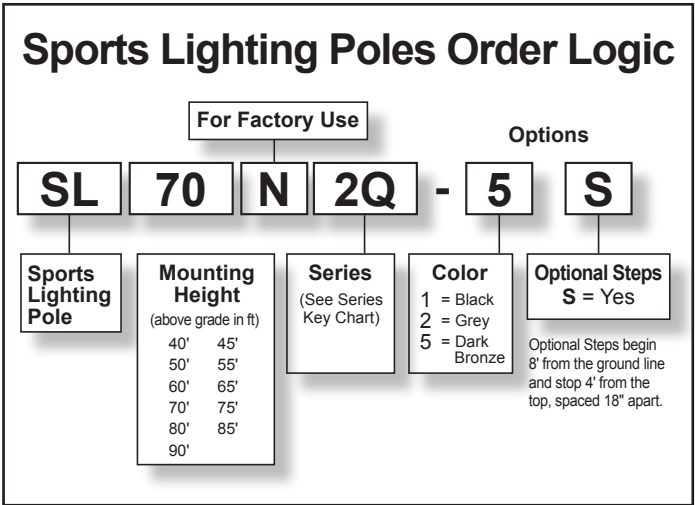 Sports Lighting Poles Order Logic
For Factory Use
Options
SL 70 N 2Q - 5 S
Sports
Lighting
Pole
Mounting
Height
(above grade in ft)
40' 45'
50' 55'
60' 65'
70' 75'
80' 85'
90'
Series
(See Series
Key Chart)
Color
1 = Black
2 = Grey
5 = Dark
Bronze
Optional Steps
S = Yes
Optional Steps begin
8' from the ground line
and stop 4' from the
top, spaced 18" apart.